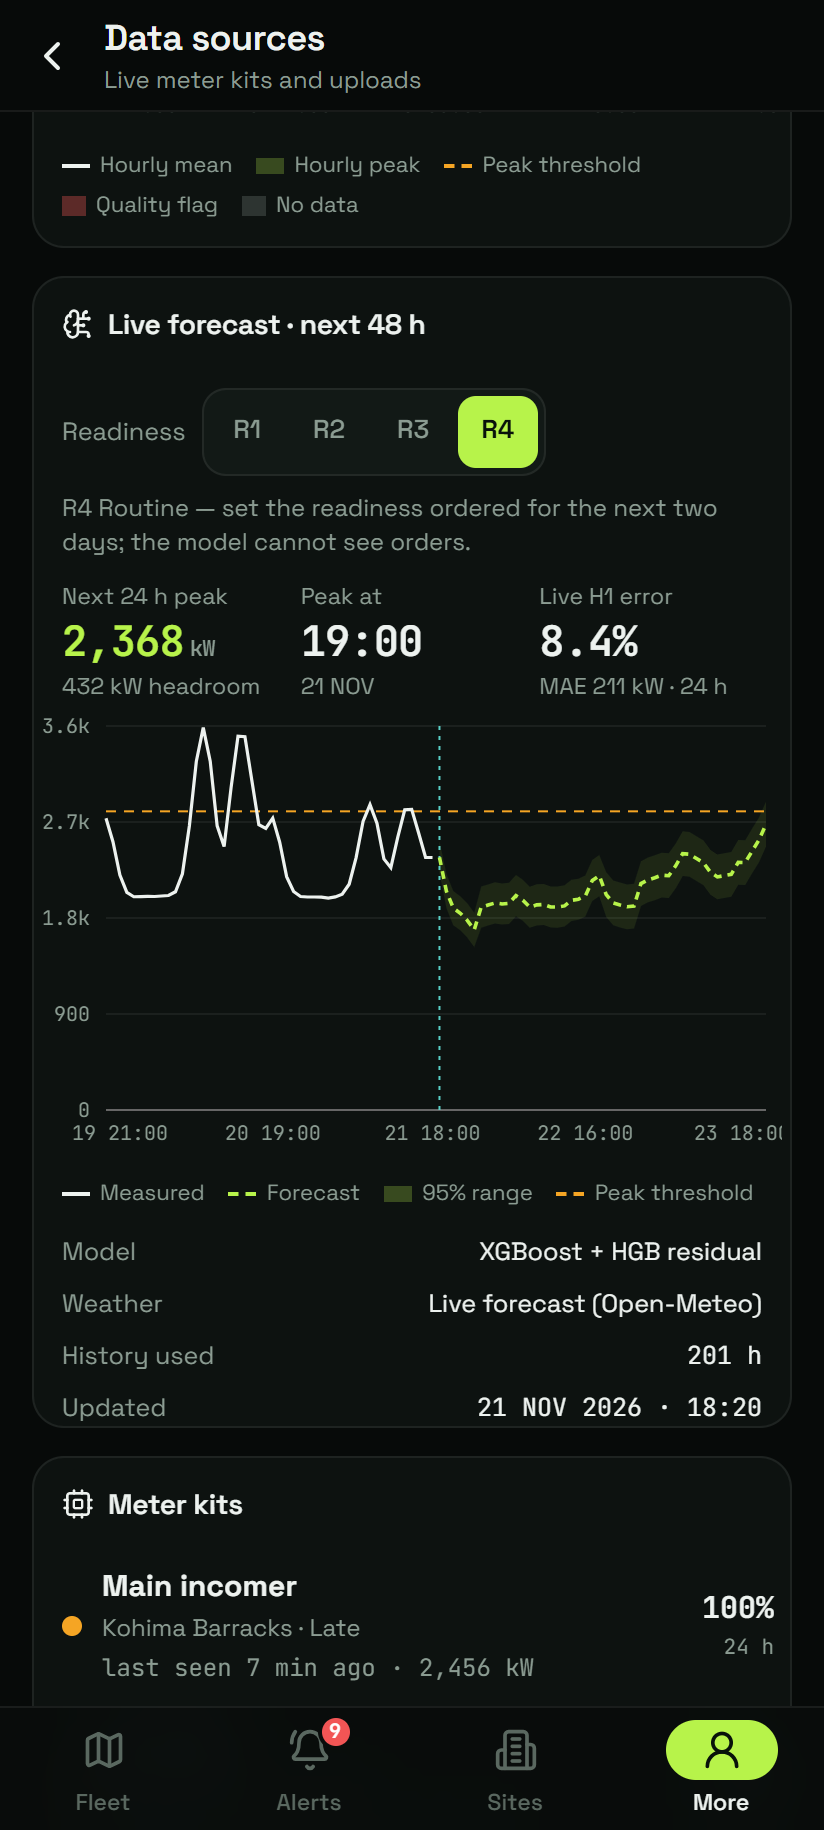 Data sources
Live meter kits and uploads
Hourly mean Hourly peak Peak threshold
Quality flag No data
Live forecast · next 48 h
Readiness R1 R2 R3 R4
R4 Routine — set the readiness ordered for the next two
days; the model cannot see orders.
Next 24 h peak Peak at Live H1 error
2,368 kW 19:00 8.4%
432 kW headroom 21 NOV MAE 211 kW · 24 h
3.6k
2.7k
1.8k
900
0
19 21:00 20 19:00 21 18:00 22 16:00 23 18:00
Measured Forecast 95% range Peak threshold
Model XGBoost + HGB residual
Weather Live forecast (Open-Meteo)
History used 201 h
Updated 21 NOV 2026 · 18:20
Meter kits
Main incomer
100%
Kohima Barracks · Late
24 h
last seen 7 min ago · 2,456 kW
9
Fleet Alerts Sites More